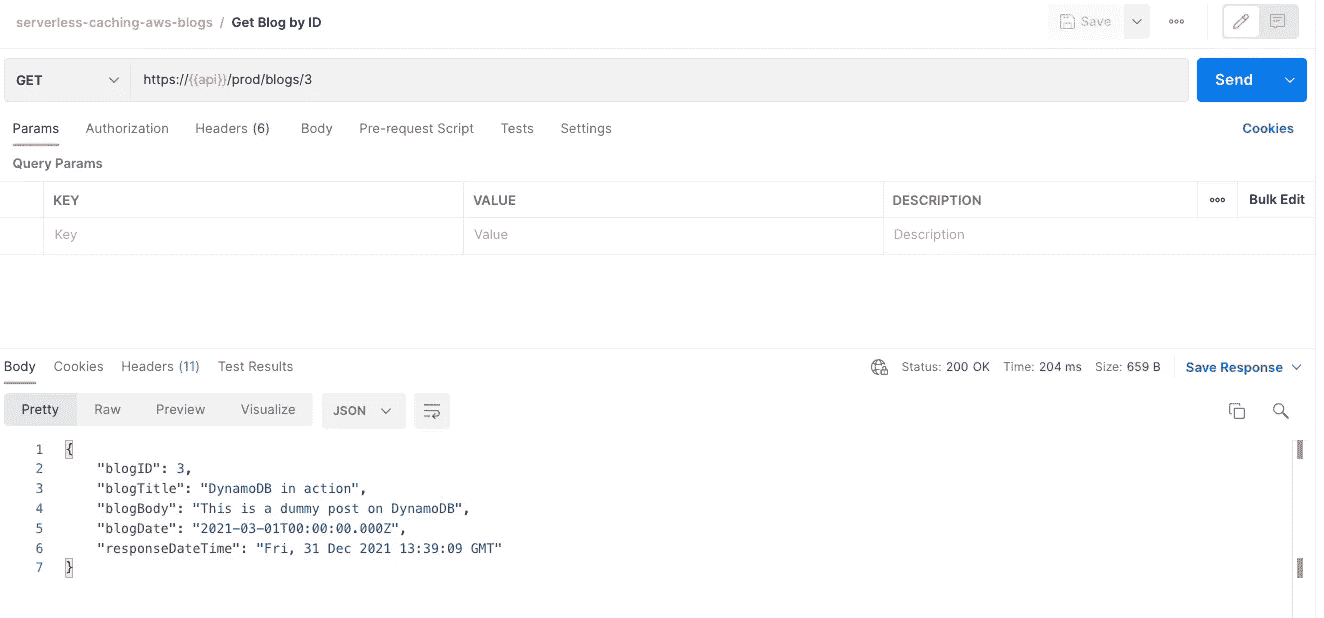 serverless-caching-aws-blogs / Get Blog by ID Save ooo
GET https://{{api}}/prod/blogs/3 Send
Params Authorization Headers (6) Body Pre-request Script Tests Settings Cookies
Query Params
KEY VALUE DESCRIPTION ooo Bulk Edit
Key Value Description
Body Cookies Headers (11) Test Results Status: 200 OK Time: 204 ms Size: 659 B Save Response
Pretty Raw Preview Visualize JSON
1 {
2 "blogID": 3,
3 "blogTitle": "DynamoDB in action",
4 "blogBody": "This is a dummy post on DynamoDB",
5 "blogDate": "2021-03-01T00:00:00.000Z",
6 "responseDateTime": "Fri, 31 Dec 2021 13:39:09 GMT"
7 }